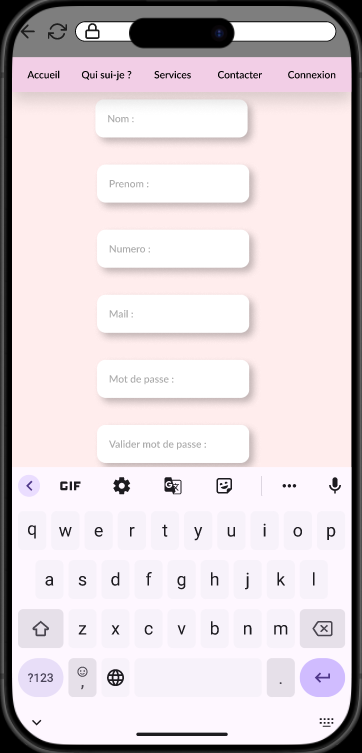 Accueil Qui sui-je ? Services Contacter Connexion
Nom :
Prenom :
Numero :
Mail :
Mot de passe :
Valider mot de passe :
GIF
q w e r t y u i o p
a s d f g h j k l
z x c v b n m
?123 , .